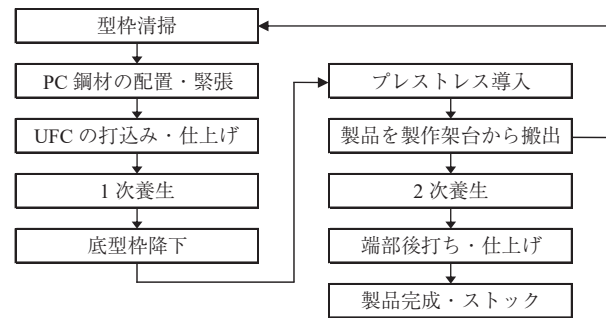 型枠清掃
PC 鋼材の配置・緊張
UFC の打込み・仕上げ
1 次養生
底型枠降下
プレストレス導入
製品を製作架台から搬出
2 次養生
端部後打ち・仕上げ
製品完成・ストック